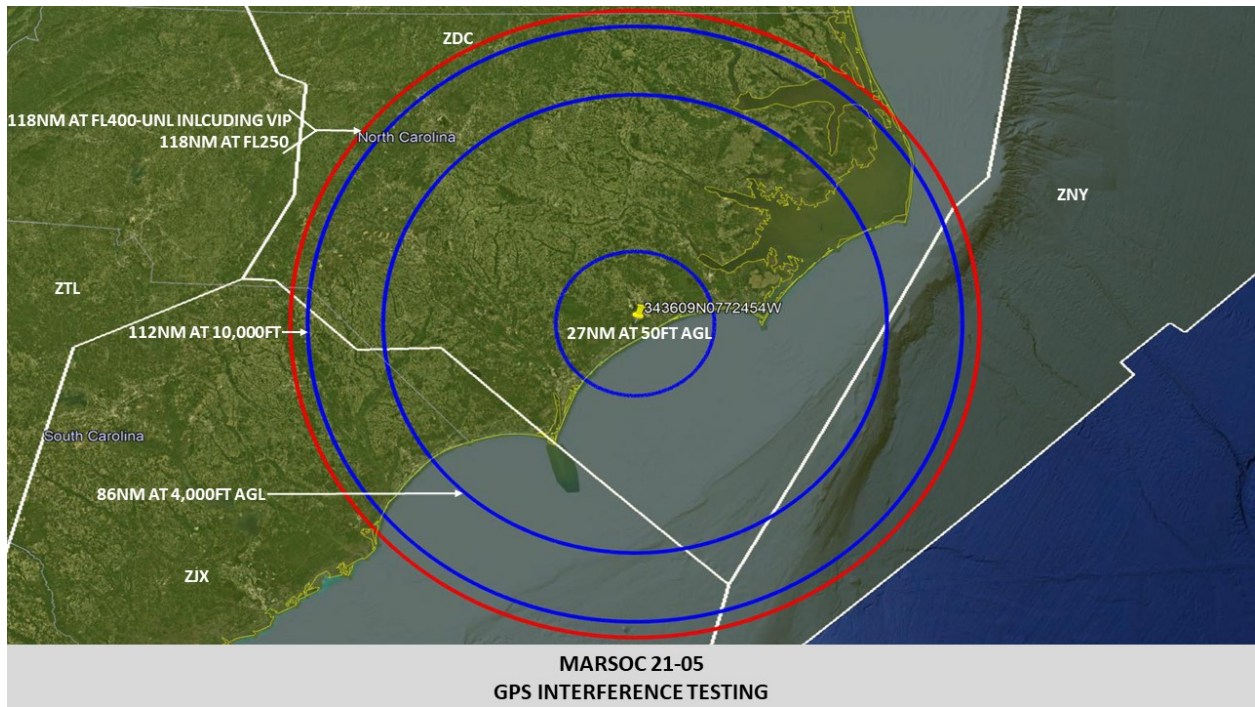 ZDC
118NM AT FL400-UNL INLCUDING VIP
118NM AT FL250
North Carolina
ZNY
ZTL
343609N0772454W
112NM AT 10,000FT
27NM AT 50FT AGL
South Carolina
86NM AT 4,000FT AGL
ZJX
MARSOC 21-05
GPS INTERFERENCE TESTING